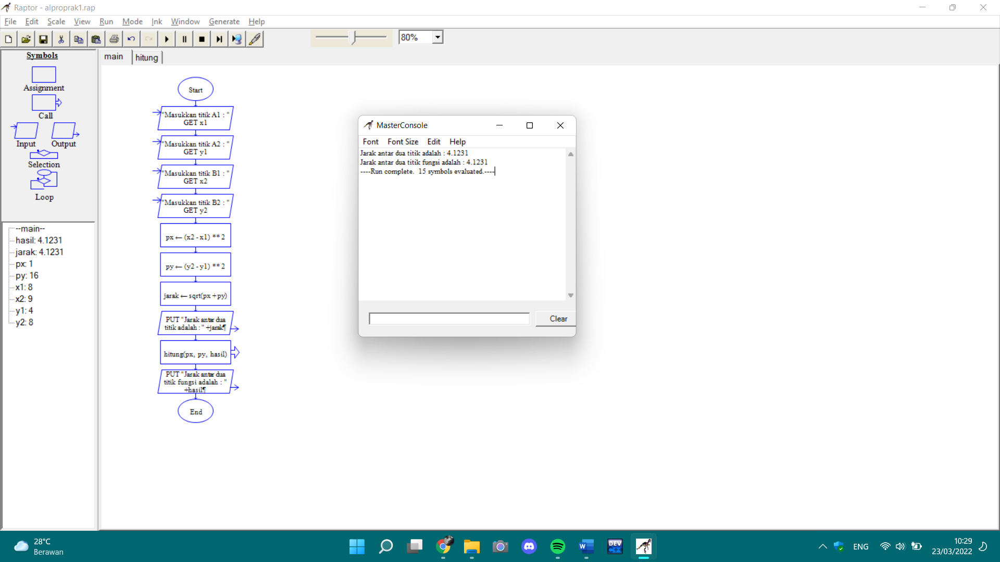 Raptor - alproprak1.rap
File Edit Scale View Run Mode Ink Window Generate Help
80%
Symbols
Assignment
Call
Input Output
Selection
Loop
--main--
hasil: 4.1231
jarak: 4.1231
px: 1
py: 16
x1: 8
x2: 9
y1: 4
y2: 8
main hitung
Start
"Masukkan titik A1 : "
GET x1
"Masukkan titik A2 : "
GET y1
"Masukkan titik B1 : "
GET x2
"Masukkan titik B2 : "
GET y2
px ← (x2 - x1) ** 2
py ← (y2 - y1) ** 2
jarak ← sqrt(px + py)
PUT "Jarak antar dua
titik adalah : " +jarak¶
hitung(px, py, hasil)
PUT "Jarak antar dua
titik fungsi adalah : "
+hasil¶
End
MasterConsole
Font Font Size Edit Help
Jarak antar dua titik adalah : 4.1231
Jarak antar dua titik fungsi adalah : 4.1231
----Run complete. 15 symbols evaluated.----
Clear
28°C
Berawan
W
DEV
C++
ENG
10:29
23/03/2022